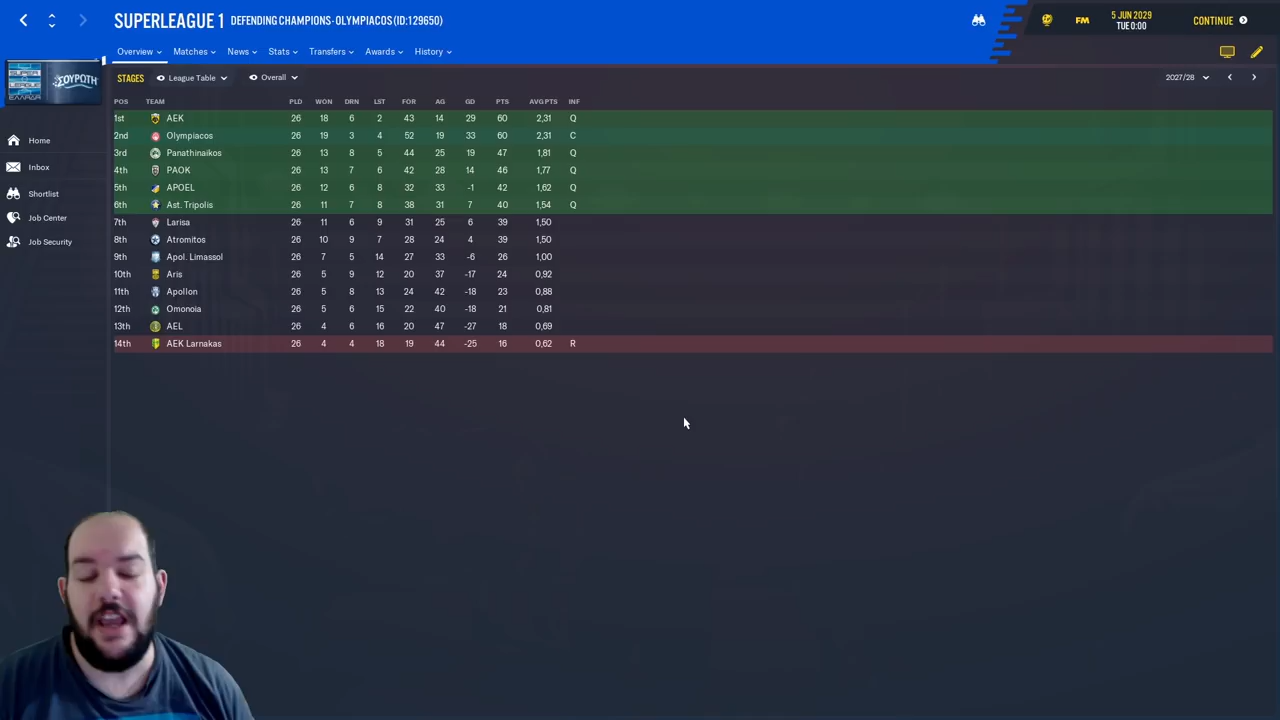 SUPERLEAGUE 1 DEFENDING CHAMPIONS - OLYMPIACOS (ID:129650)
FM
5 JUN 2029
TUE 0:00
CONTINUE
Overview Matches News Stats Transfers Awards History
SUPER
LEAGUE
ΕΛΛΑΔΑ
ΣΟΥΡΩΤΗ
STAGES League Table Overall 2027/28
POS TEAM PLD WON DRN LST FOR AG GD PTS AVG PTS INF
1st AEK 26 18 6 2 43 14 29 60 2,31 Q
2nd Olympiacos 26 19 3 4 52 19 33 60 2,31 C
3rd Panathinaikos 26 13 8 5 44 25 19 47 1,81 Q
4th PAOK 26 13 7 6 42 28 14 46 1,77 Q
5th APOEL 26 12 6 8 32 33 -1 42 1,62 Q
6th Ast. Tripolis 26 11 7 8 38 31 7 40 1,54 Q
7th Larisa 26 11 6 9 31 25 6 39 1,50
8th Atromitos 26 10 9 7 28 24 4 39 1,50
9th Apol. Limassol 26 7 5 14 27 33 -6 26 1,00
10th Aris 26 5 9 12 20 37 -17 24 0,92
11th Apollon 26 5 8 13 24 42 -18 23 0,88
12th Omonoia 26 5 6 15 22 40 -18 21 0,81
13th AEL 26 4 6 16 20 47 -27 18 0,69
14th AEK Larnakas 26 4 4 18 19 44 -25 16 0,62 R
Home
Inbox
Shortlist
Job Center
Job Security